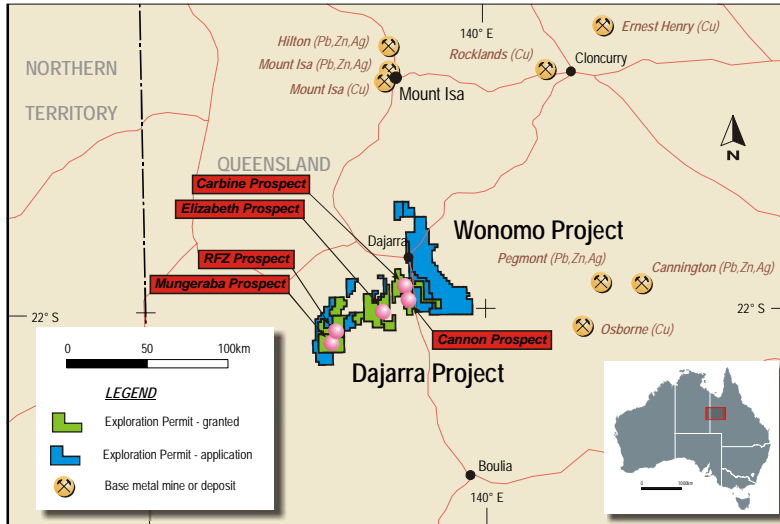 140 E
Ernest Henry (Cu)
Hilton (Pb,Zn,Ag)
Rocklands (Cu)
Cloncurry
NORTHERN
TERRITORY
Mount Isa (Pb,Zn,Ag)
Mount Isa (Cu)
Mount Isa
N
QUEENSLAND
Carbine Prospect
Elizabeth Prospect
Wonomo Project
RFZ Prospect
Dajarra
Pegmont (Pb,Zn,Ag)
Cannington (Pb,Zn,Ag)
Mungeraba Prospect
22° S
22° S
Osborne (Cu)
Cannon Prospect
Dajarra Project
0 50 100km
LEGEND
Exploration Permit - granted
Exploration Permit - application
Base metal mine or deposit
Boulia
140° E
0 1000km